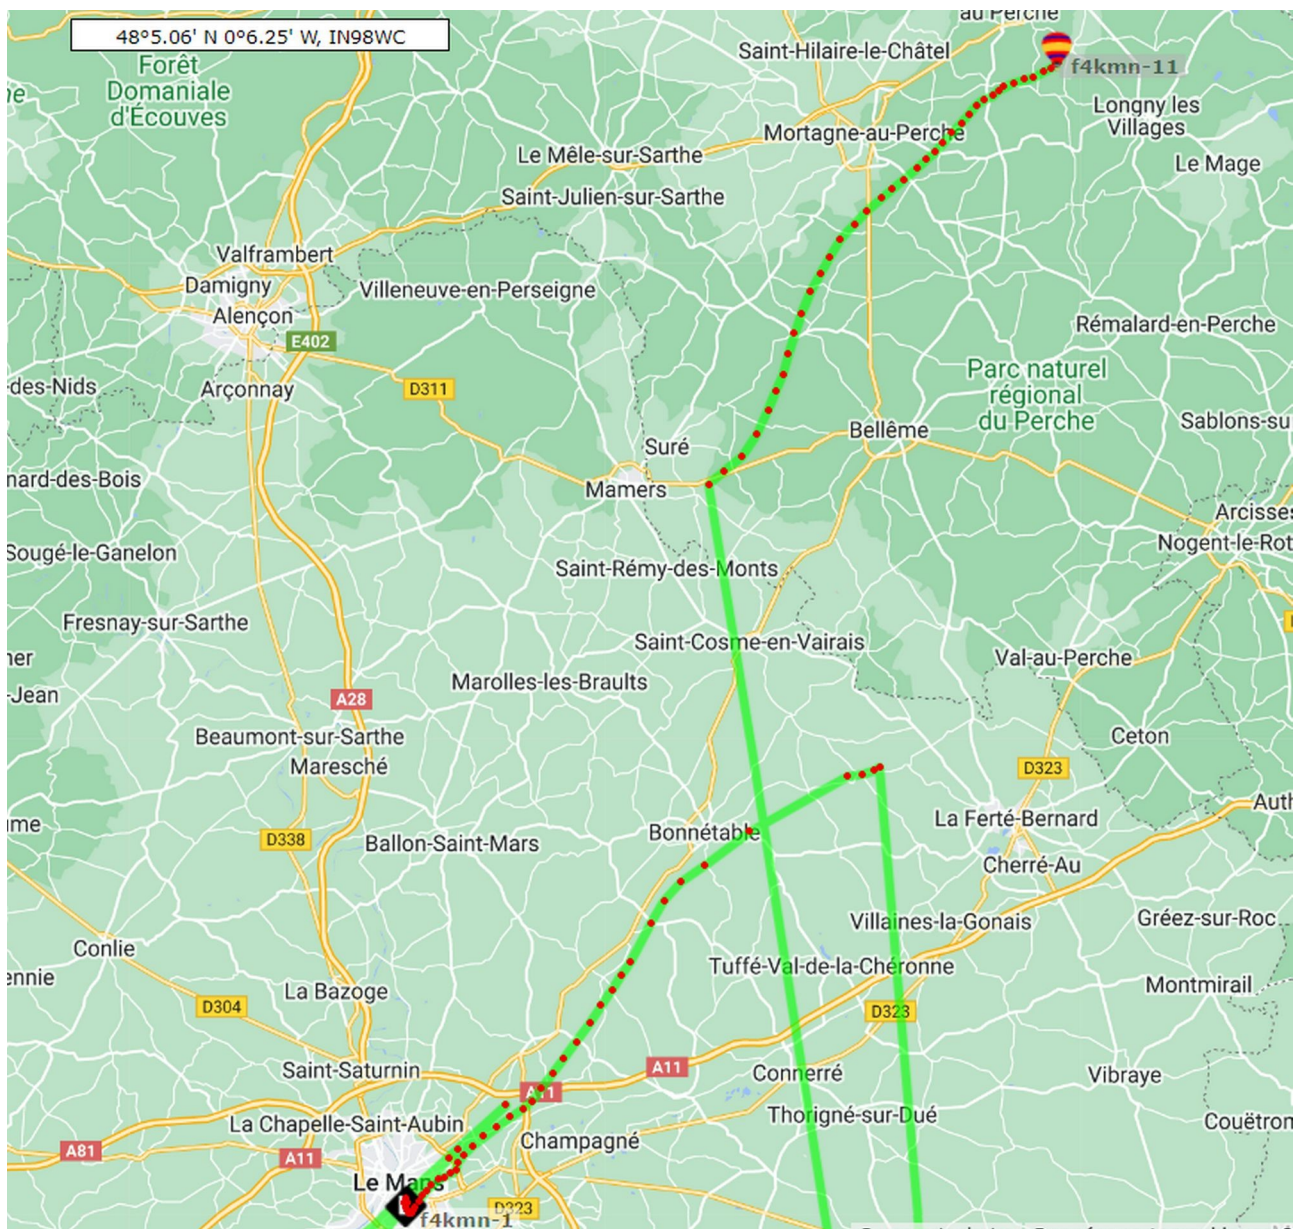 au Perche
48°5.06' N 0°6.25' W, IN98WC
Saint-Hilaire-le-Châtel
Forêt
Domaniale
d'Écouves
f4kmn-11
Longny les
Villages
Mortagne-au-Perche
Le Mêle-sur-Sarthe
Le Mage
Saint-Julien-sur-Sarthe
Valframbert
Damigny
Villeneuve-en-Perseigne
Alençon
Rémalard-en-Perche
E402
Parc naturel
régional
du Perche
des-Nids
Arçonnay
D311
Sablons-su
Bellême
Suré
nard-des-Bois
Mamers
Arcisses
Nogent-le-Rot
Sougé-le-Ganelon
Saint-Rémy-des-Monts
Fresnay-sur-Sarthe
Saint-Cosme-en-Vairais
ner
Val-au-Perche
-Jean
Marolles-les-Braults
A28
Beaumont-sur-Sarthe
Ceton
Maresché
D323
Auth
ume
La Ferté-Bernard
D338
Ballon-Saint-Mars
Bonnétable
Cherré-Au
Villaines-la-Gonais
Gréez-sur-Roc
Conlie
Tuffé-Val-de-la-Chéronne
ennie
Montmirail
La Bazoge
D304
D323
Saint-Saturnin
A11
Connerré
Vibraye
A11
Thorigné-sur-Dué
Couëtron
La Chapelle-Saint-Aubin
Champagné
A81
A11
Le Mans
D323
f4kmn-1